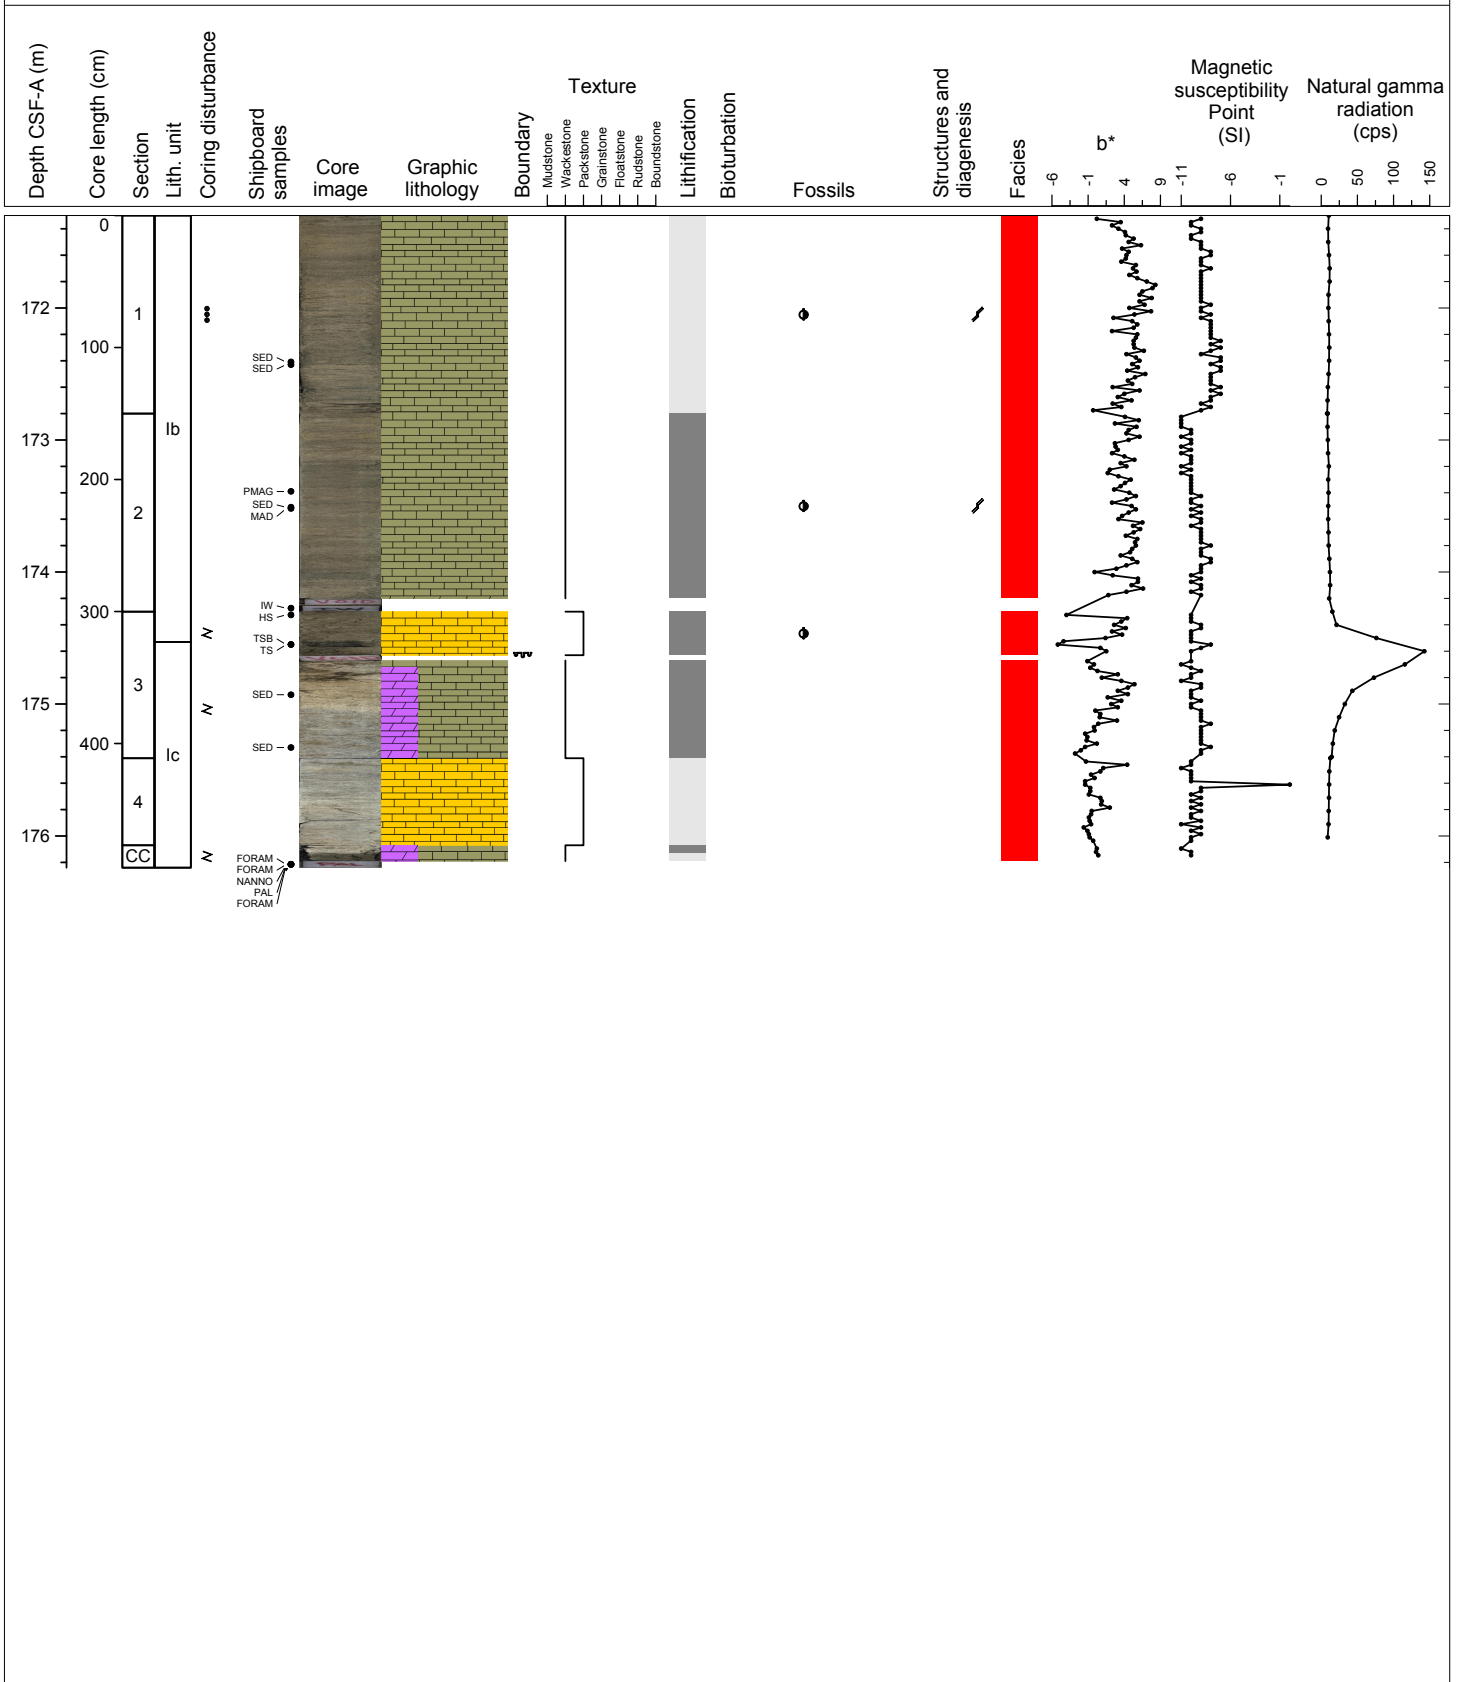 Depth CSF-A (m)
Core length (cm)
Section
Lith. unit
Coring disturbance
Shipboard
samples
Core
image
Graphic
lithology
Boundary
Texture
Mudstone
Wackestone
Packstone
Grainstone
Floatstone
Rudstone
Boundstone
Lithification
Bioturbation
Fossils
Structures and
diagenesis
Facies
b*
-6
-1
4
9
Magnetic
susceptibility
Point
(SI)
-11
-6
-1
Natural gamma
radiation
(cps)
0
50
100
150
172
173
174
175
176
0
100
200
300
400
1
2
3
4
CC
Ib
Ic
SED
SED
PMAG
SED
MAD
IW
HS
TSB
TS
SED
SED
FORAM
FORAM
NANNO
PAL
FORAM